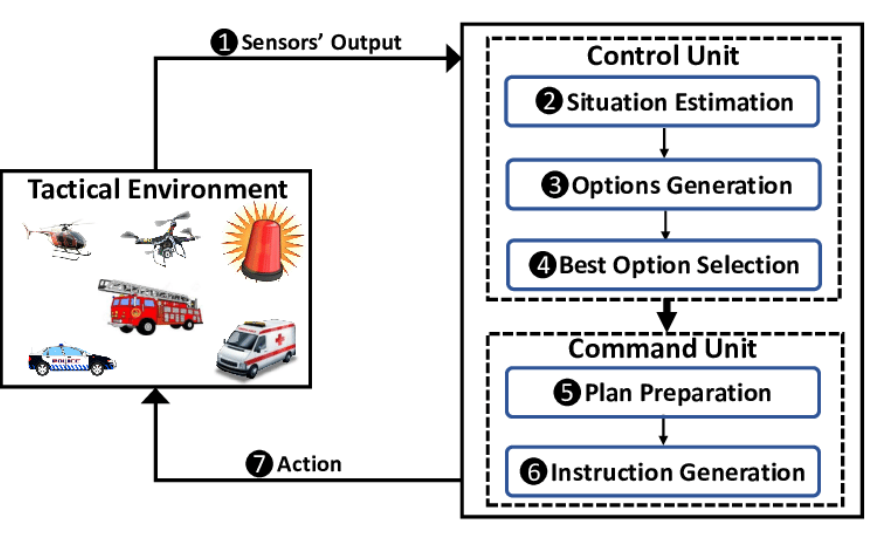 ❶ Sensors’ Output
Control Unit
❷ Situation Estimation
❸ Options Generation
❹ Best Option Selection
Tactical Environment
Command Unit
❺ Plan Preparation
❻ Instruction Generation
❼ Action